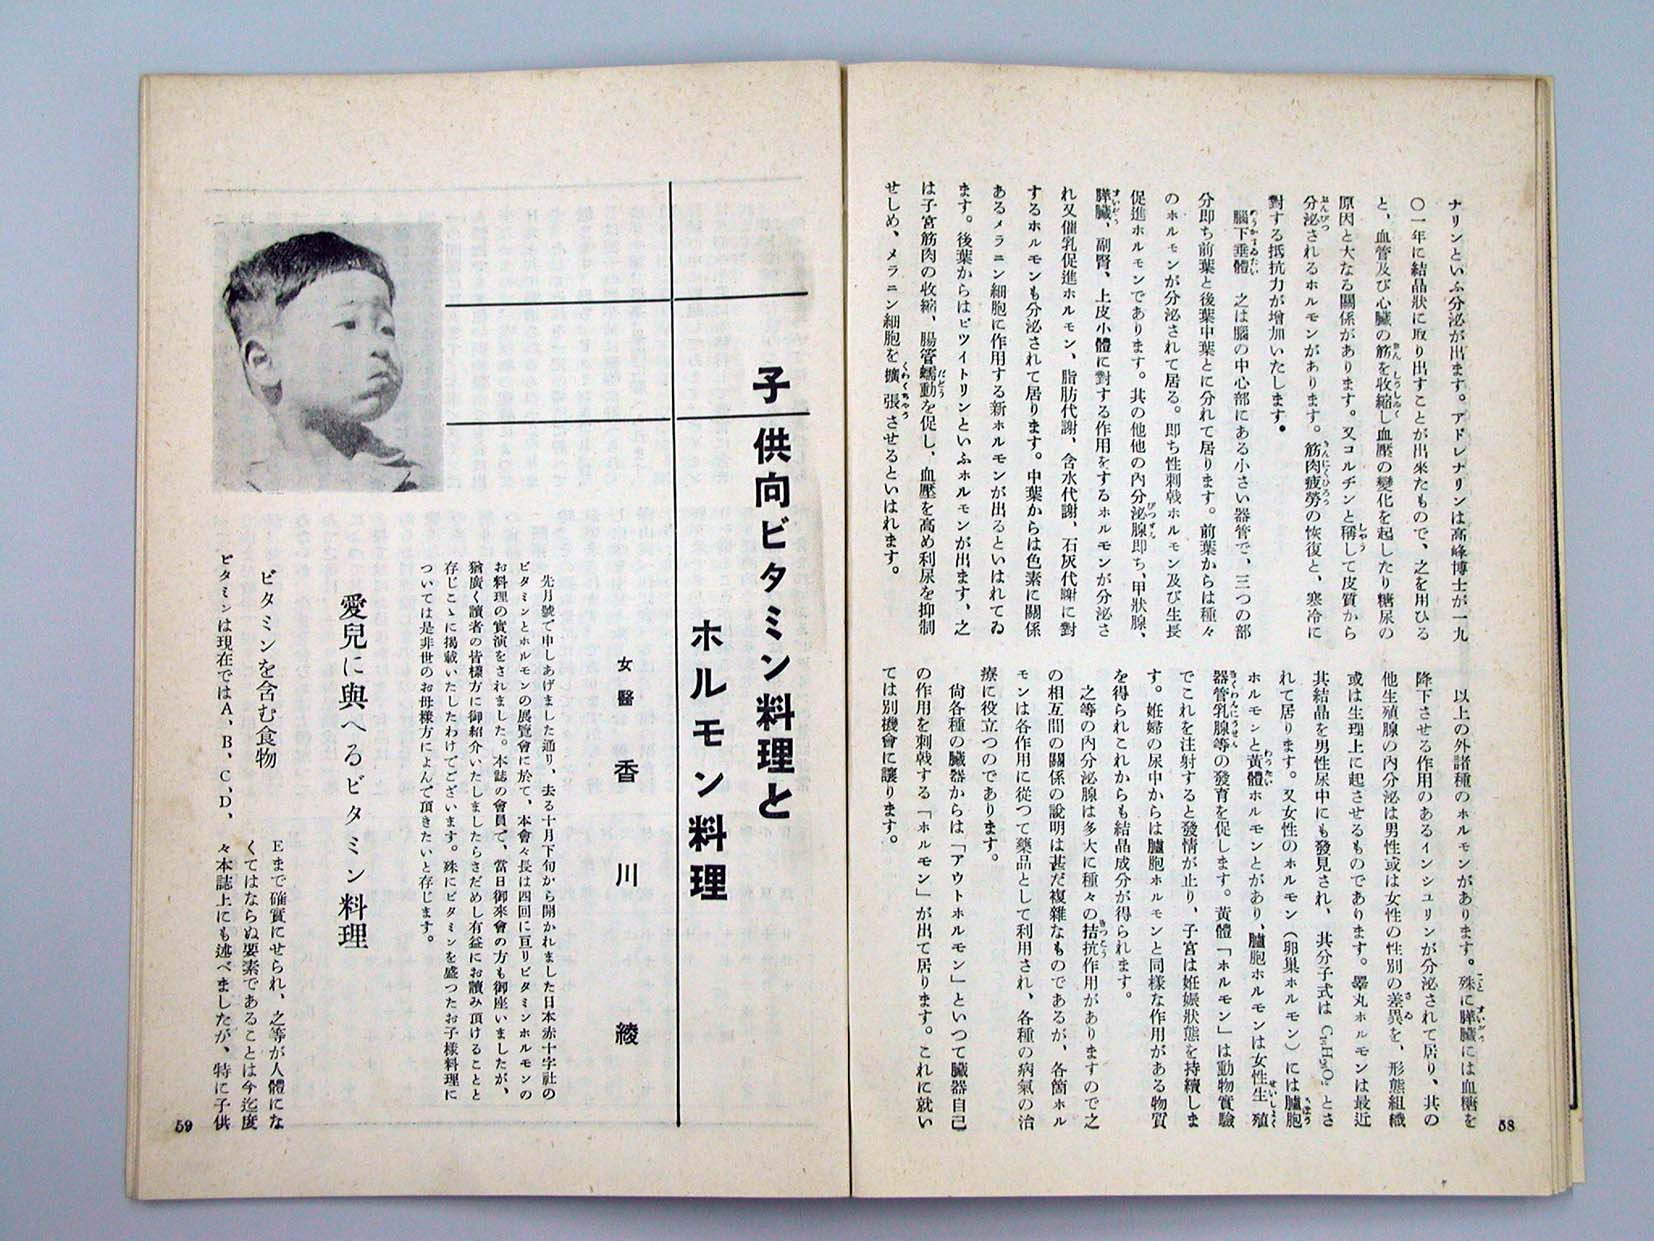 ナリンといふ分泌が出ます。アドレナリンは高峰博士が一九
〇一年に結晶狀に取り出すことが出來たもので、之を用ひる
と、血管及び心臟の筋を收縮し血壓の變化を起したり糖尿の
原因と大なる關係があります。又コルチンと稱して皮質から
分泌されるホルモンがあります。筋肉疲勞の恢復と、寒冷に
對する抵抗力が增加いたします。
腦下垂體　之は腦の中心部にある小さい器管で、三つの部
分卽ち前葉と後葉中葉とに分れて居ります。前葉からは種々
のホルモンが分泌されて居る。卽ち性刺戟ホルモン及び生長
促進ホルモンであります。其の他他の內分泌腺卽ち、甲狀腺、
膵臟、副腎、上皮小體に對する作用をするホルモンが分泌さ
れ又催乳促進ホルモン、脂肪代謝、含水代謝、石灰代謝に對
するホルモンも分泌されて居ります。中葉からは色素に關係
あるメラニン細胞に作用する新ホルモンが出るといはれてゐ
ます。後葉からはピツイトリンといふホルモンが出ます、之
は子宮筋肉の收縮、腸管蠕動を促し、血壓を高め利尿を抑制
せしめ、メラニン細胞を擴張させるといはれます。
以上の外諸種のホルモンがあります。殊に膵臟には血糖を
降下させる作用のあるインシユリンが分泌されて居り、共の
他生殖腺の內分泌は男性或は女性の性別の差異を、形態組織
或は生理上に起させるものであります。睾丸ホルモンは最近
共結晶を男性尿中にも發見され、共分子式は とさ
れて居ります。又女性のホルモン（卵巢ホルモン）には臚胞
ホルモンと黃體ホルモンとがあり、臚胞ホルモンは女性生殖
器管乳腺等の發育を促します。黃體「ホルモン」は動物實驗
でこれを注射すると發情が止り、子宮は妊娠狀態を持續しま
す。妊婦の尿中からは臚胞ホルモンと同樣な作用がある物質
を得られこれからも結晶成分が得られます。
之等の內分泌腺は多大に種々の拮抗作用がありますので之
の相互間の關係の說明は甚だ複雜なものであるが、各箇ホル
モンは各作用に從つて藥品として利用され、各種の病氣の治
療に役立つのであります。
尙各種の臟器からは「アウトホルモン」といつて臟器自己
の作用を刺戟する「ホルモン」が出て居ります。これに就い
ては別機會に讓ります。
58
子供向ビタミン料理と
ホルモン料理
女醫　香川　綾
先月號で申しあげました通り、去る十月下旬から開かれました日本赤十字社の
ビタミンとホルモンの展覽會に於て、本會々長は四回に亘りビタミンホルモンの
お料理の實演をされました。本誌の會員で、當日御來會の方も御座いましたが、
猶廣く讀者の皆樣方に御紹介いたしましたらさだめし有益にお讀み頂けることと
存じこゝに掲載いたしたわけでございます。殊にビタミンを盛つたお子樣料理に
ついては是非世のお母樣方によんで頂きたいと存じます。
愛兒に與へるビタミン料理
ビタミンを含む食物
ビタミンは現在ではA、B、C、D、
Eまで確實にせられ、之等が人體にな
くてはならぬ要素であることは今迄度
々本誌上にも述べましたが、特に子供
59